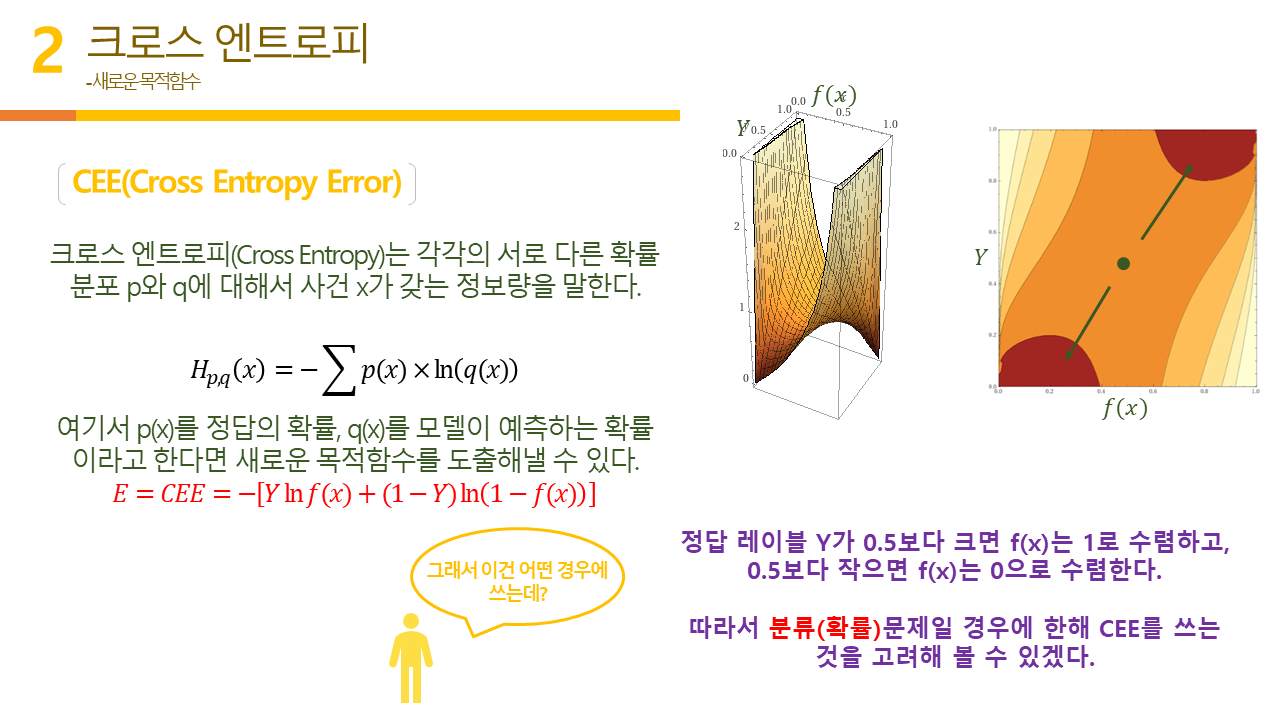 2
크로스 엔트로피
-새로운 목적함수
CEE(Cross Entropy Error)
크로스 엔트로피(Cross Entropy)는 각각의 서로 다른 확률
분포 p와 q에 대해서 사건 x가 갖는 정보량을 말한다.
H_{p,q}(x) = −∑ p(x) × ln(q(x))
여기서 p(x)를 정답의 확률, q(x)를 모델이 예측하는 확률
이라고 한다면 새로운 목적함수를 도출해낼 수 있다.
E = CEE = −[Y ln f(x) + (1 − Y) ln(1 − f(x))]
그래서 이건 어떤 경우에
쓰는데?
f(x)
0.0
0.5
1.0
Y
1.0
0.5
0.0
2
1
0
1.0
0.8
0.6
0.4
0.2
0.0
Y
0.0 0.2 0.4 0.6 0.8 1.0
f(x)
정답 레이블 Y가 0.5보다 크면 f(x)는 1로 수렴하고,
0.5보다 작으면 f(x)는 0으로 수렴한다.
따라서 분류(확률)문제일 경우에 한해 CEE를 쓰는
것을 고려해 볼 수 있겠다.